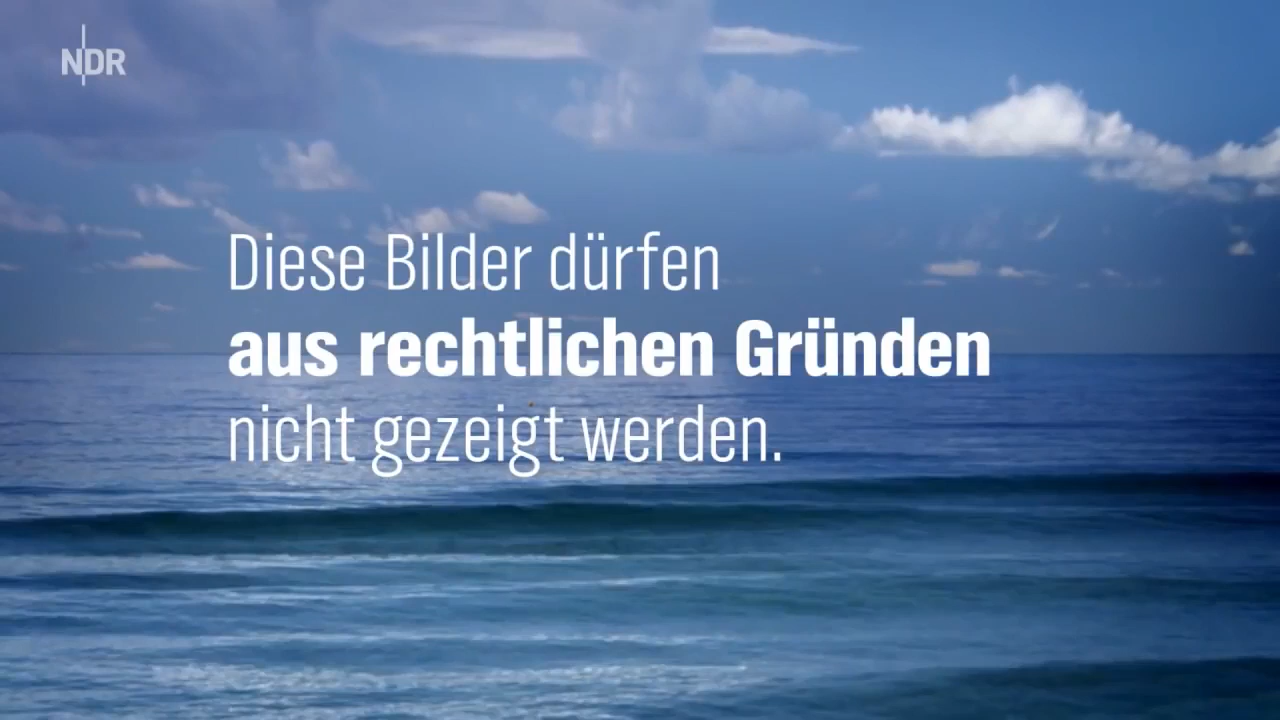 NDR
Diese Bilder dürfen
aus rechtlichen Gründen
nicht gezeigt werden.